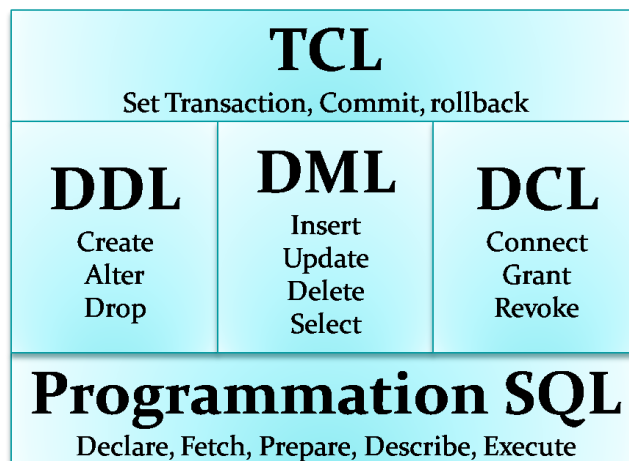 TCL
Set Transaction, Commit, rollback
DDL
Create
Alter
Drop
DML
Insert
Update
Delete
Select
DCL
Connect
Grant
Revoke
Programmation SQL
Declare, Fetch, Prepare, Describe, Execute